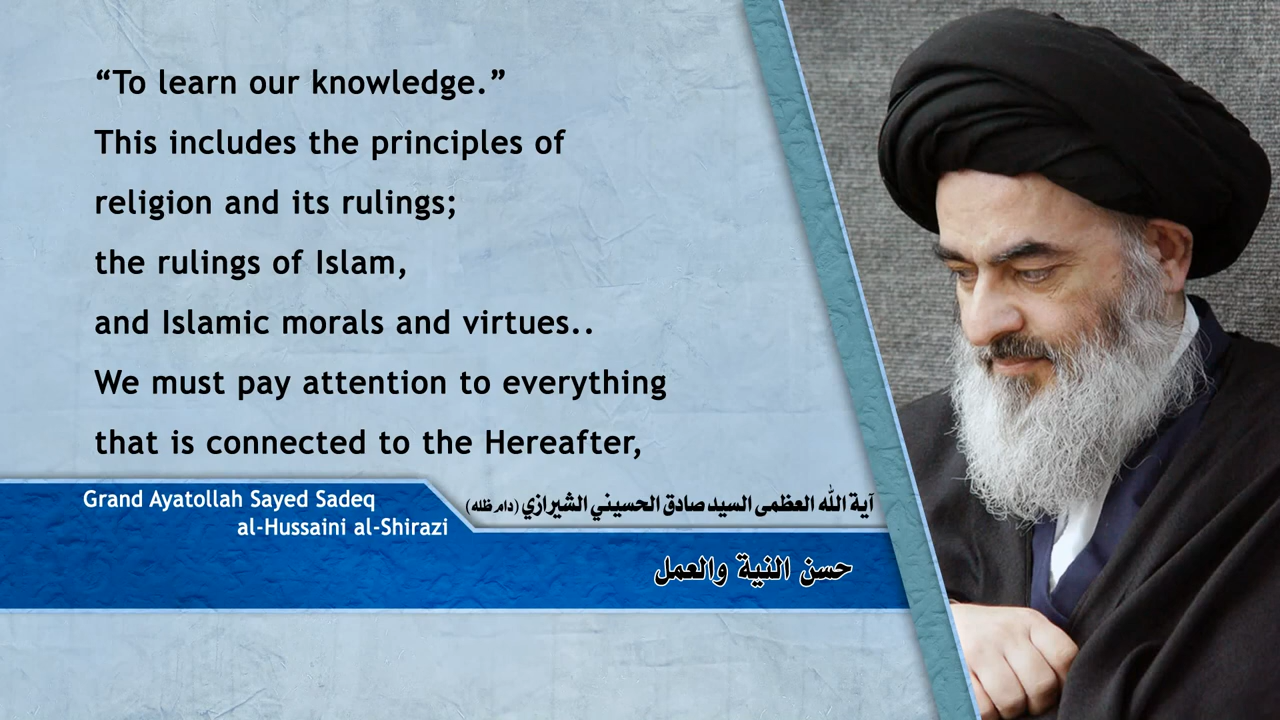 “To learn our knowledge.”
This includes the principles of
religion and its rulings;
the rulings of Islam,
and Islamic morals and virtues..
We must pay attention to everything
that is connected to the Hereafter,
Grand Ayatollah Sayed Sadeq
al-Hussaini al-Shirazi
آية الله العظمى السيد صادق الحسيني الشيرازي (دام ظله)
حسن النية والعمل